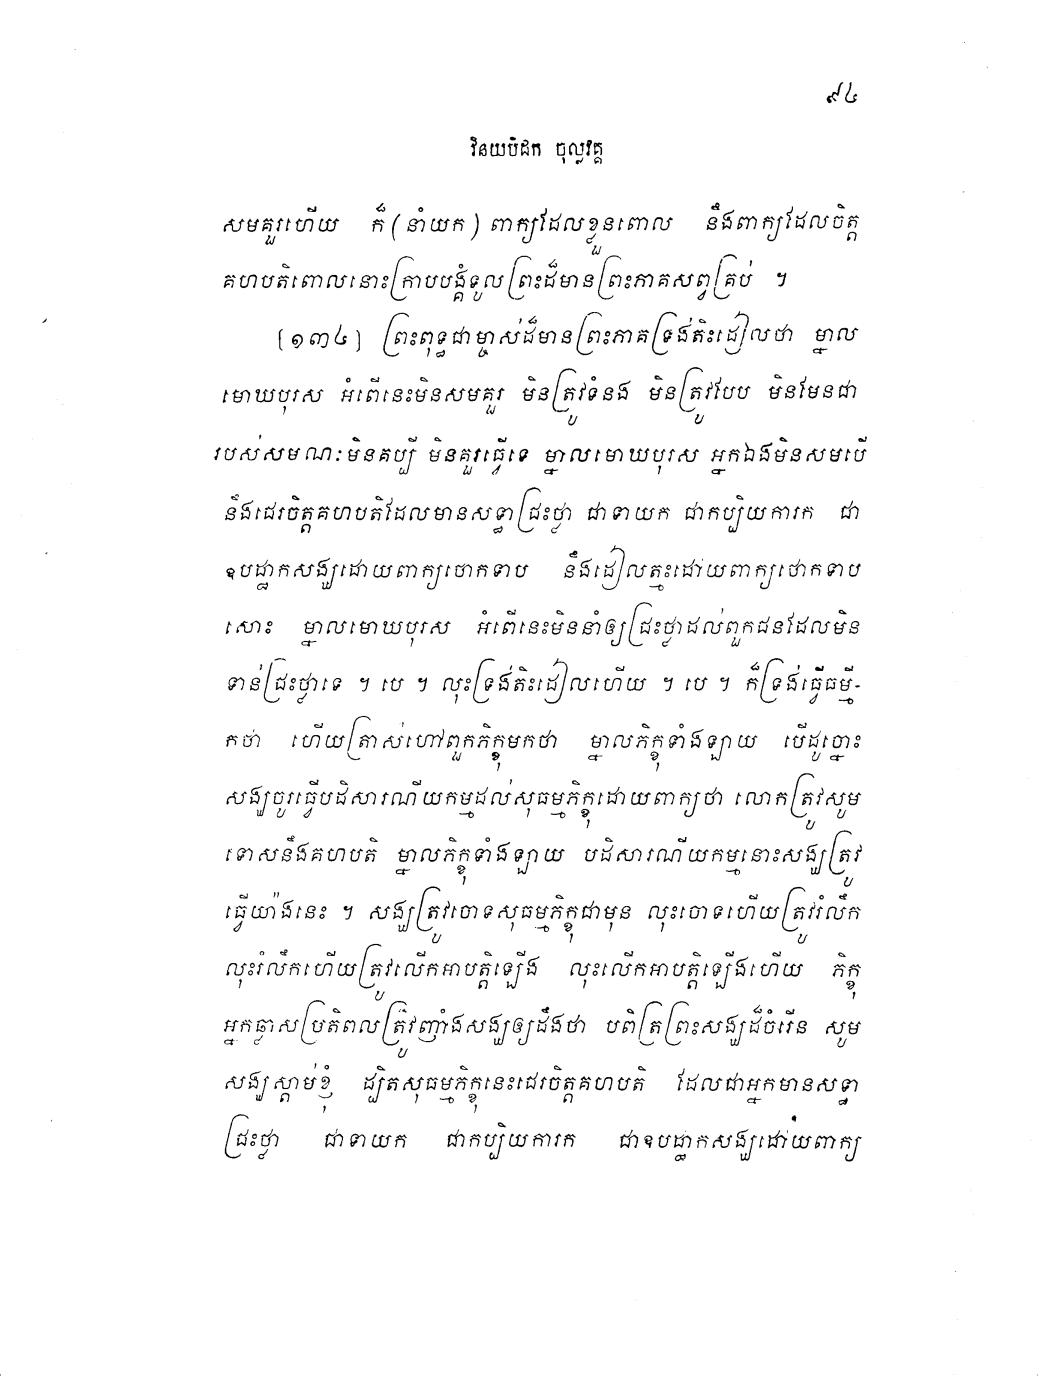 ៩៤
វិនយបិដក ចុល្លវគ្គ
សមគួរហើយ ក៏ (នាំយក) ពាក្យដែលខ្លួនពោល នឹងពាក្យដែលចិត្ត
គហបតិពោលនោះក្រាបបង្គំទូលព្រះដ៏មានព្រះភាគសព្វគ្រប់ ។
[១៣៤] ព្រះពុទ្ធជាម្ចាស់ដ៏មានព្រះភាគទ្រង់តិះដៀលថា ម្នាល
មោឃបុរស អំពើនេះមិនសមគួរ មិនត្រូវទំនង មិនត្រូវបែប មិនមែនជា
របស់សមណៈមិនគប្បី មិនគួរធ្វើទេ ម្នាលមោឃបុរស អ្នកឯងមិនសមបើ
នឹងជេរចិត្តគហបតិដែលមានសទ្ធាជ្រះថ្លា ជាទាយក ជាកប្បិយការក ជា
ឧបដ្ឋាកសង្ឃដោយពាក្យថោកទាប នឹងដៀលត្មះដោយពាក្យថោកទាប
សោះ ម្នាលមោឃបុរស អំពើនេះមិននាំឲ្យជ្រះថ្លាដល់ពួកជនដែលមិន
ទាន់ជ្រះថ្លាទេ ។ បេ ។ លុះទ្រង់តិះដៀលហើយ ។ បេ ។ ក៏ទ្រង់ធ្វើធម្មី-
កថា ហើយត្រាស់ហៅពួកភិក្ខុមកថា ម្នាលភិក្ខុទាំងឡាយ បើដូច្នោះ
សង្ឃចូរធ្វើបដិសារណីយកម្មដល់សុធម្មភិក្ខុដោយពាក្យថា លោកត្រូវសូម
ទោសនឹងគហបតិ ម្នាលភិក្ខុទាំងឡាយ បដិសារណីយកម្មនោះសង្ឃត្រូវ
ធ្វើយ៉ាងនេះ ។ សង្ឃត្រូវចោទសុធម្មភិក្ខុជាមុន លុះចោទហើយត្រូវរំលឹក
លុះរំលឹកហើយត្រូវលើកអាបត្តិឡើង លុះលើកអាបត្តិឡើងហើយ ភិក្ខុ
អ្នកឆ្លាសប្រតិពលត្រូវញ៉ាំងសង្ឃឲ្យដឹងថា បពិត្រព្រះសង្ឃដ៏ចំរើន សូម
សង្ឃស្តាប់ខ្ញុំ ដ្បិតសុធម្មភិក្ខុនេះជេរចិត្តគហបតិ ដែលជាអ្នកមានសទ្ធា
ជ្រះថ្លា ជាទាយក ជាកប្បិយការក ជាឧបដ្ឋាកសង្ឃដោយពាក្យ